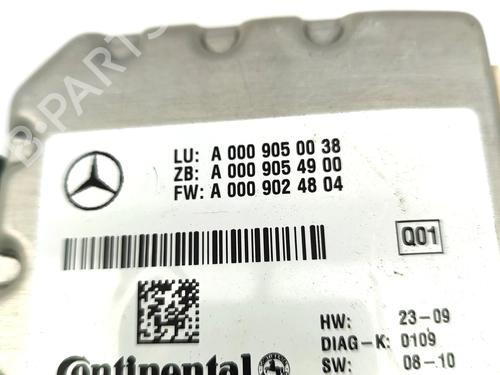 B-PARTS
LU: A 000 905 00 38
ZB: A 000 905 49 00
FW: A 000 902 48 04
Q01
HW: 23-09
DIAG-K: 0109
Continental
SW: 08-10